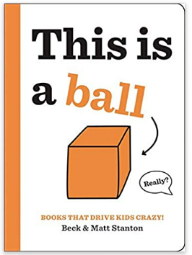 This is
a ball
Really?
BOOKS THAT DRIVE KIDS CRAZY!
Beck & Matt Stanton